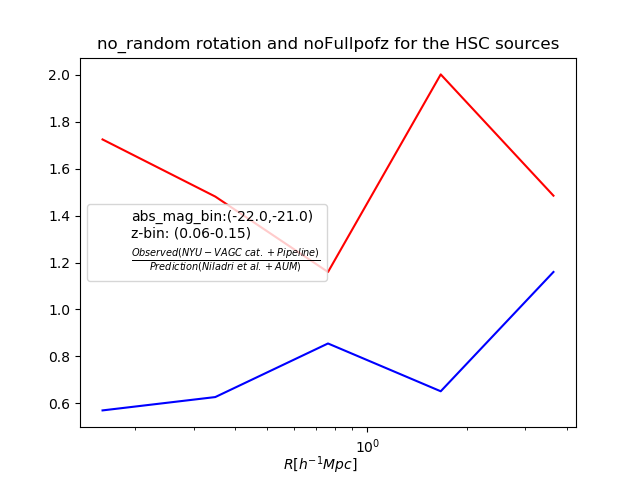 no_random rotation and noFullpofz for the HSC sources
2.0
1.8
1.6
1.4
1.2
1.0
0.8
0.6
abs_mag_bin:(-22.0,-21.0)
z-bin: (0.06-0.15)
Observed(NYU−VAGC cat. +Pipeline)
Prediction(Niladri et al. +AUM)
10⁰
R[h⁻¹Mpc]